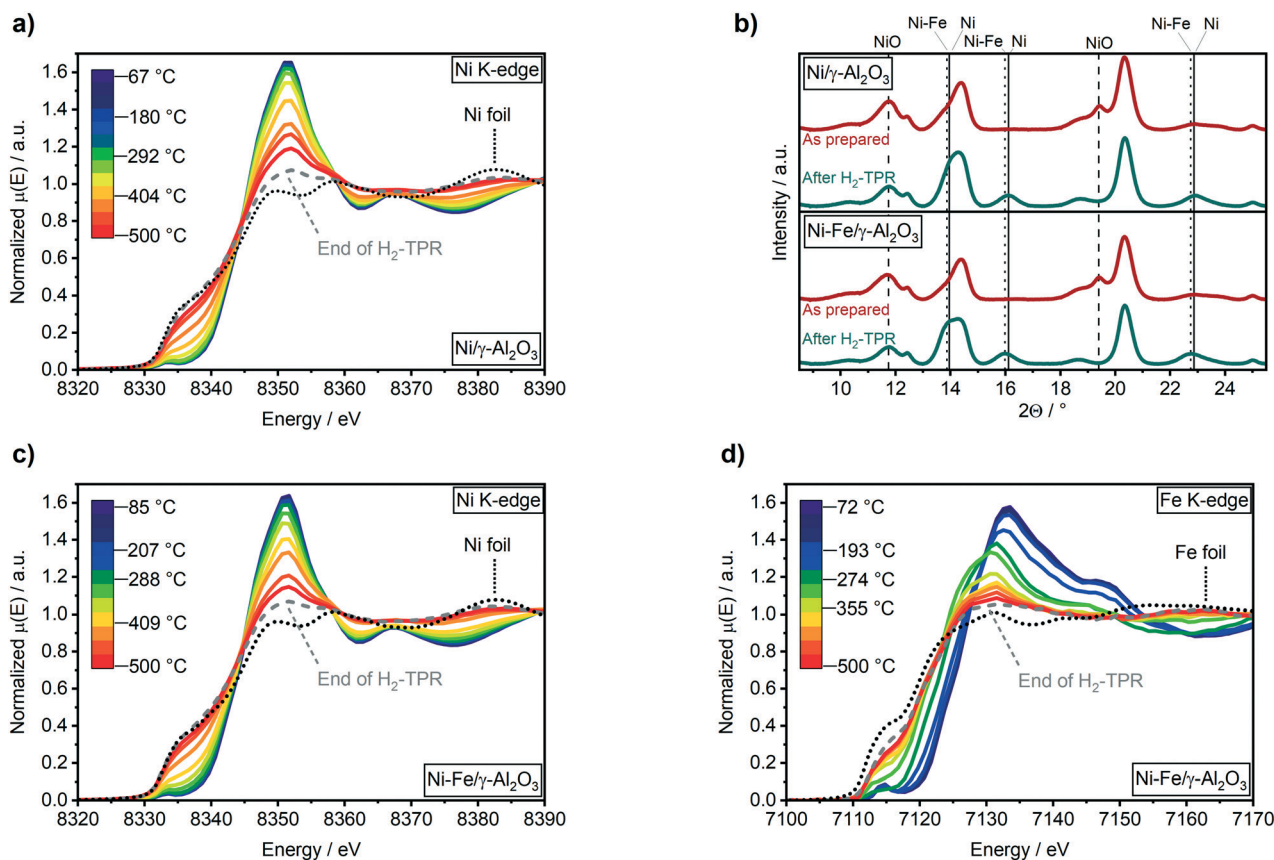 a)
Normalized μ(E) / a.u.
1.6
1.4
1.2
1.0
0.8
0.6
0.4
0.2
0.0
67 °C
180 °C
292 °C
404 °C
500 °C
Ni K-edge
Ni foil
End of H₂-TPR
Ni/γ-Al₂O₃
8320 8330 8340 8350 8360 8370 8380 8390
Energy / eV
b)
NiO Ni-Fe Ni Ni-Fe Ni NiO Ni-Fe Ni
Intensity / a.u.
Ni/γ-Al₂O₃
As prepared
After H₂-TPR
Ni-Fe/γ-Al₂O₃
As prepared
After H₂-TPR
10 12 14 16 18 20 22 24
2Θ / °
c)
Normalized μ(E) / a.u.
1.6
1.4
1.2
1.0
0.8
0.6
0.4
0.2
0.0
85 °C
207 °C
288 °C
409 °C
500 °C
Ni K-edge
Ni foil
End of H₂-TPR
Ni-Fe/γ-Al₂O₃
8320 8330 8340 8350 8360 8370 8380 8390
Energy / eV
d)
Normalized μ(E) / a.u.
1.6
1.4
1.2
1.0
0.8
0.6
0.4
0.2
0.0
72 °C
193 °C
274 °C
355 °C
500 °C
Fe K-edge
Fe foil
End of H₂-TPR
Ni-Fe/γ-Al₂O₃
7100 7110 7120 7130 7140 7150 7160 7170
Energy / eV